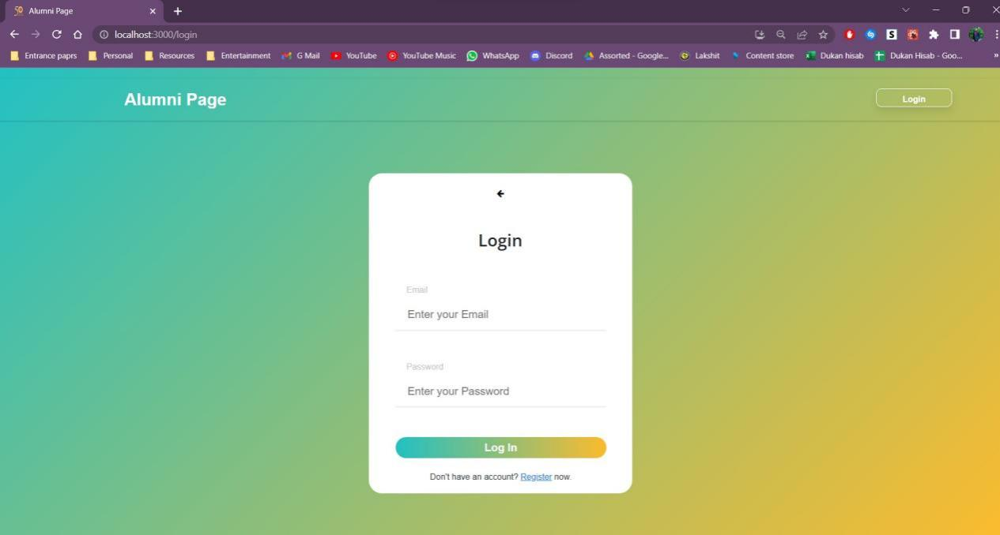 Alumni Page
localhost:3000/login
Entrance paprs Personal Resources Entertainment G Mail YouTube YouTube Music WhatsApp Discord Assorted - Google... Lakshit Content store Dukan hisab Dukan Hisab - Goo... »
Alumni Page
Login
Login
Email
Enter your Email
Password
Enter your Password
Log In
Don't have an account? Register now.